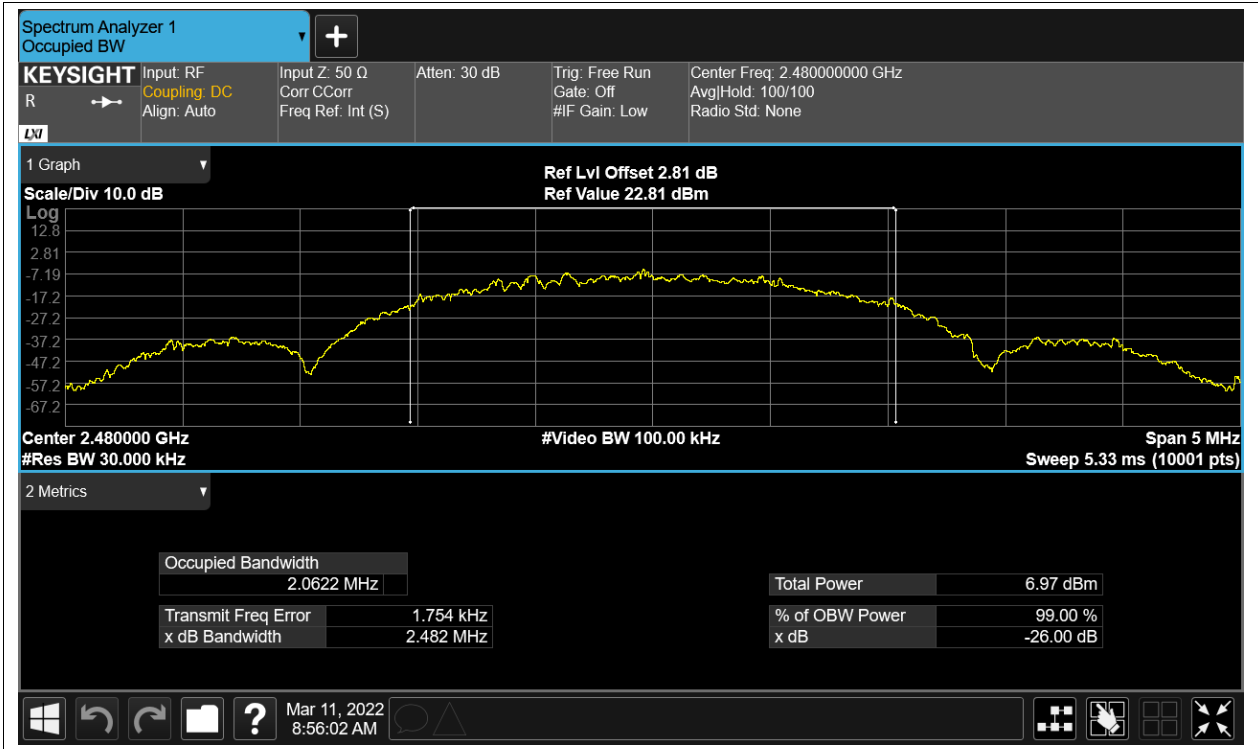 Spectrum Analyzer 1
Occupied BW
KEYSIGHT
R
LXI
Input: RF
Coupling: DC
Align: Auto
Input Z: 50 Ω
Corr CCorr
Freq Ref: Int (S)
Atten: 30 dB
Trig: Free Run
Gate: Off
#IF Gain: Low
Center Freq: 2.480000000 GHz
Avg|Hold: 100/100
Radio Std: None
1 Graph
Scale/Div 10.0 dB
Ref Lvl Offset 2.81 dB
Ref Value 22.81 dBm
Log
12.8
2.81
-7.19
-17.2
-27.2
-37.2
-47.2
-57.2
-67.2
Center 2.480000 GHz
#Video BW 100.00 kHz
Span 5 MHz
#Res BW 30.000 kHz
Sweep 5.33 ms (10001 pts)
2 Metrics
Occupied Bandwidth
2.0622 MHz
Total Power 6.97 dBm
Transmit Freq Error 1.754 kHz
% of OBW Power 99.00 %
x dB Bandwidth 2.482 MHz
x dB -26.00 dB
?
Mar 11, 2022
8:56:02 AM